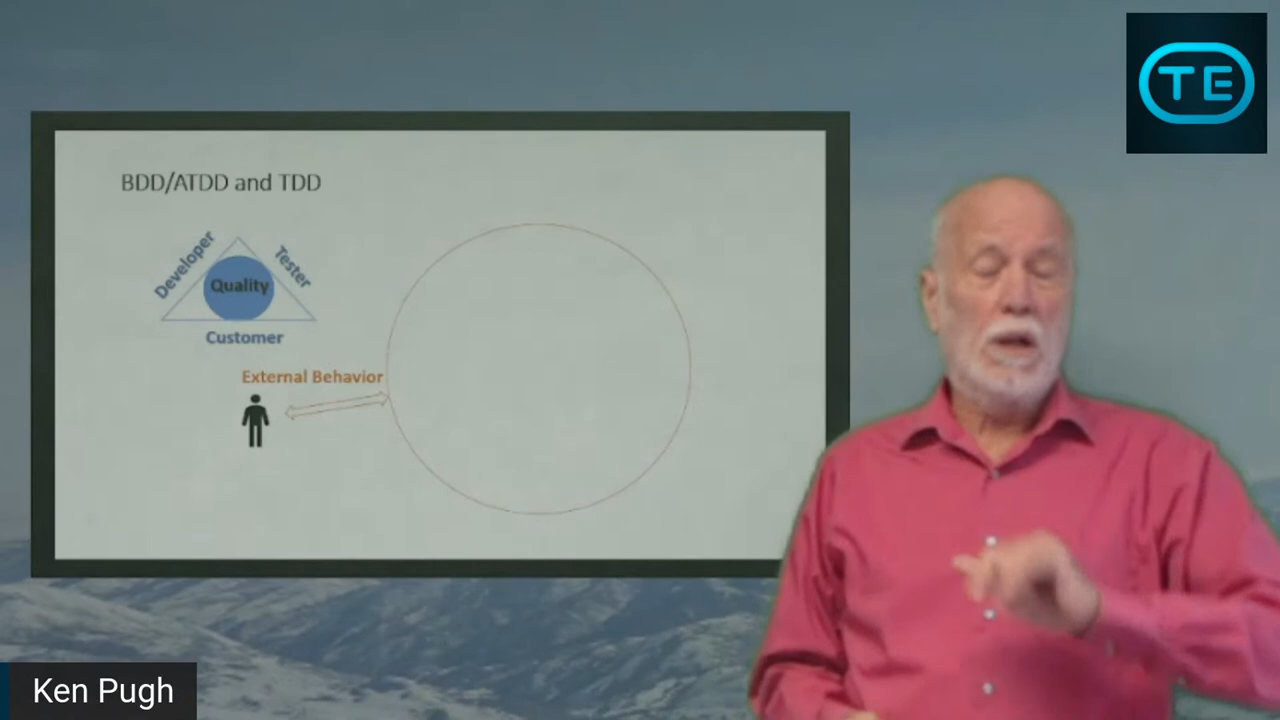 TE
BDD/ATDD and TDD
Developer
Tester
Quality
Customer
External Behavior
Ken Pugh